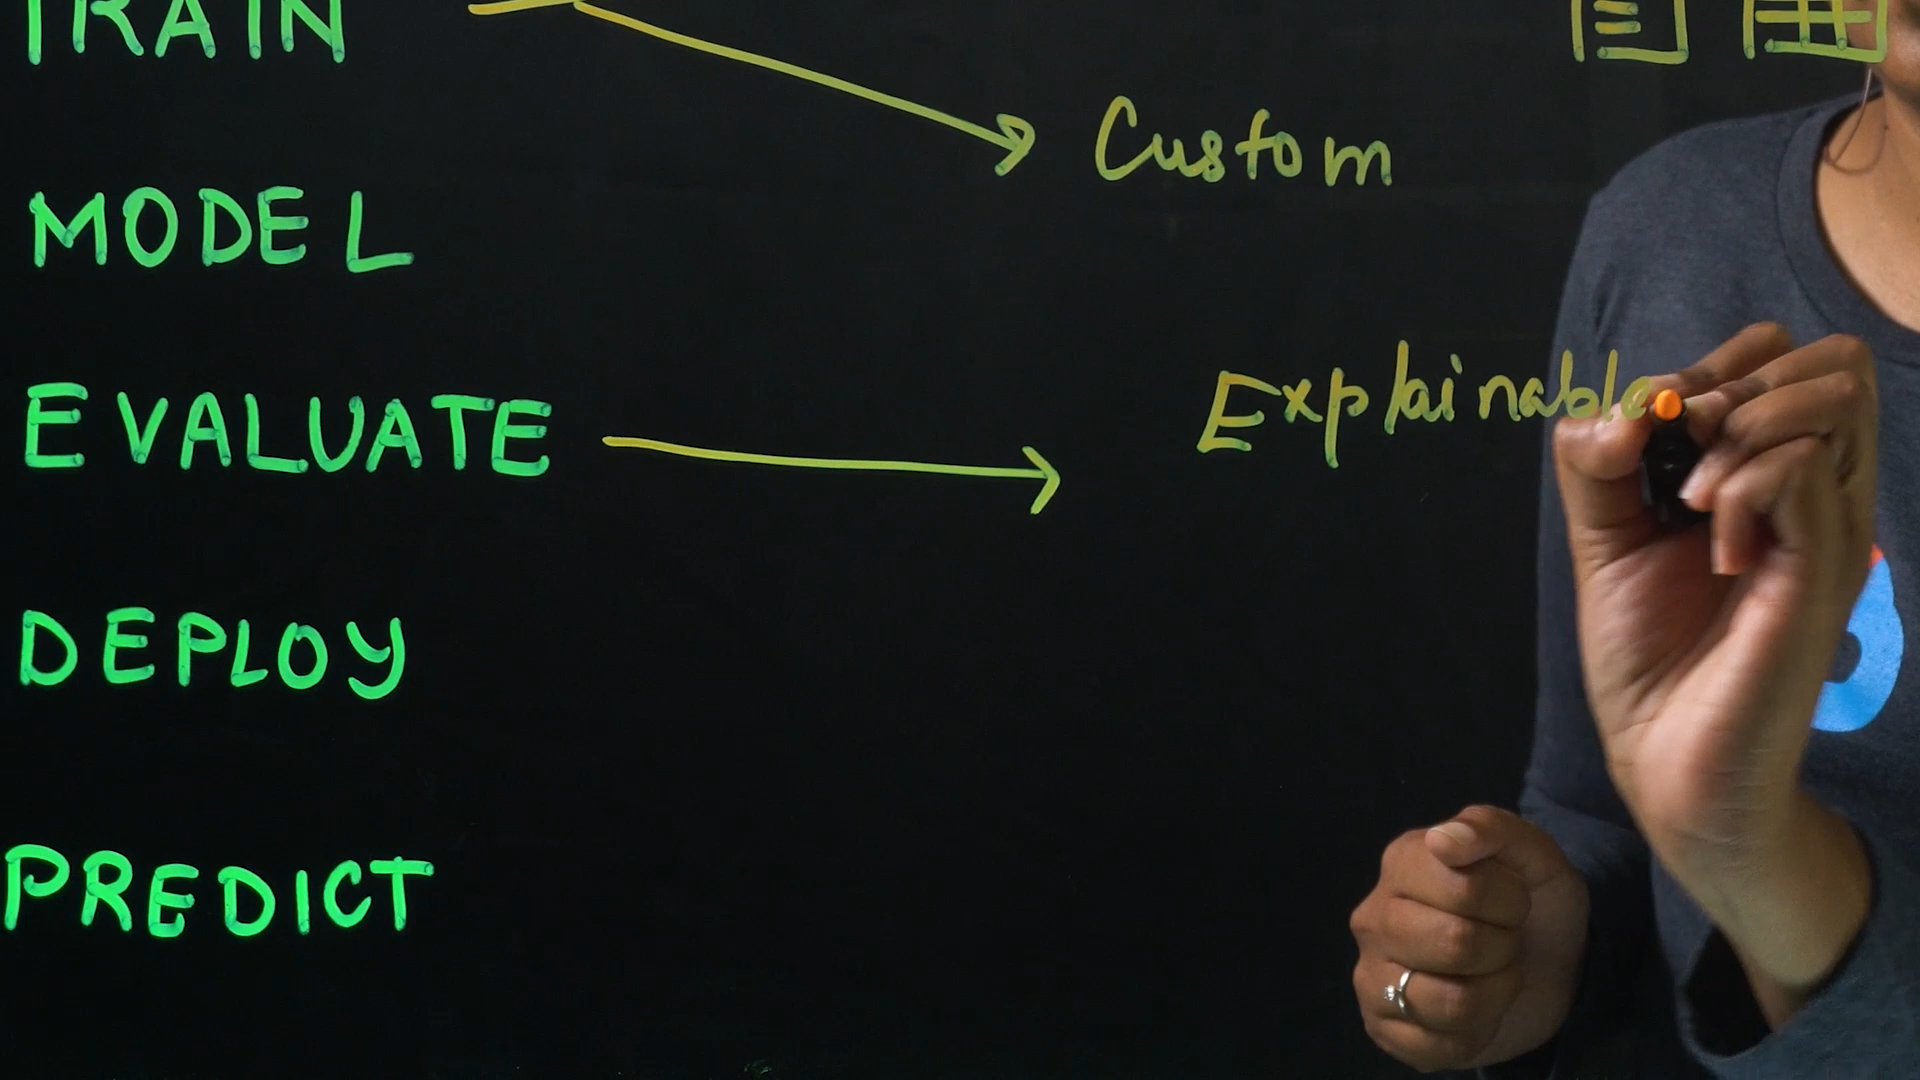 TRAIN
Custom
MODEL
EVALUATE
Explainable
DEPLOY
PREDICT